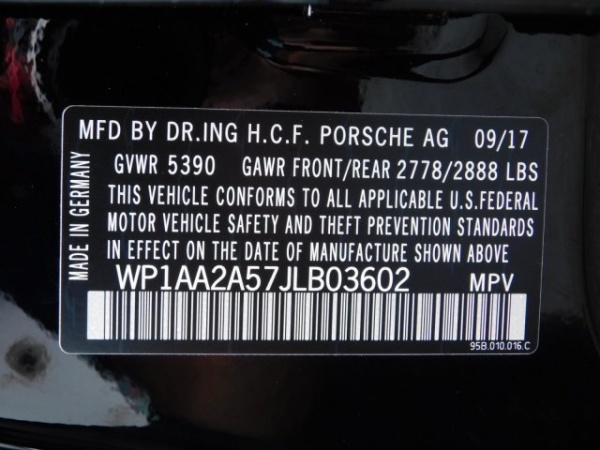 MFD BY DR.ING H.C.F. PORSCHE AG 09/17
GVWR 5390 GAWR FRONT/REAR 2778/2888 LBS
THIS VEHICLE CONFORMS TO ALL APPLICABLE U.S.FEDERAL
MOTOR VEHICLE SAFETY AND THEFT PREVENTION STANDARDS
IN EFFECT ON THE DATE OF MANUFACTURE SHOWN ABOVE
WP1AA2A57JLB03602 MPV
95B.010.016.C
MADE IN GERMANY